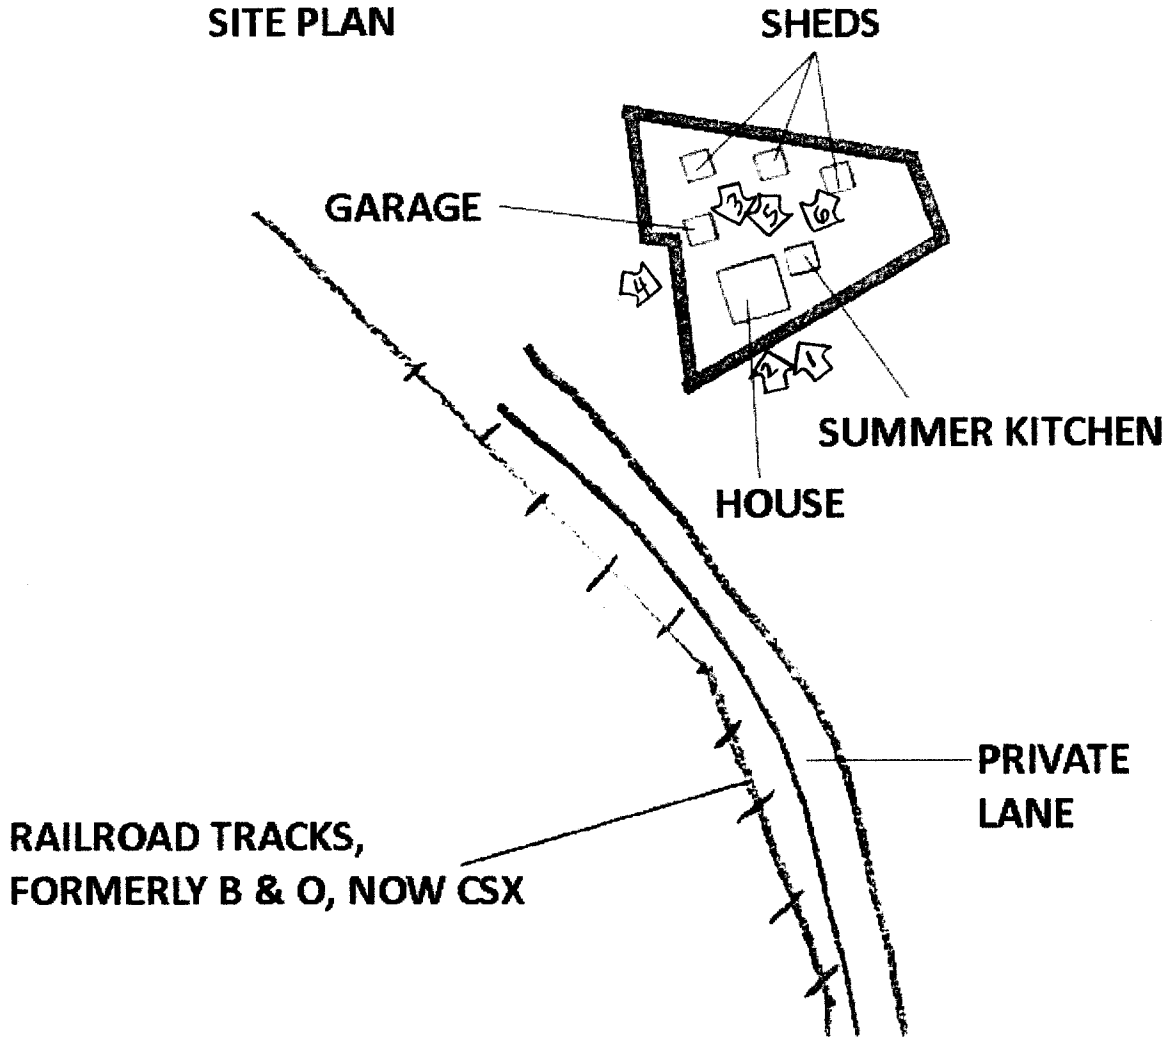 SITE PLAN
SHEDS
GARAGE
3
5
6
4
2
1
SUMMER KITCHEN
HOUSE
PRIVATE
LANE
RAILROAD TRACKS,
FORMERLY B & O, NOW CSX